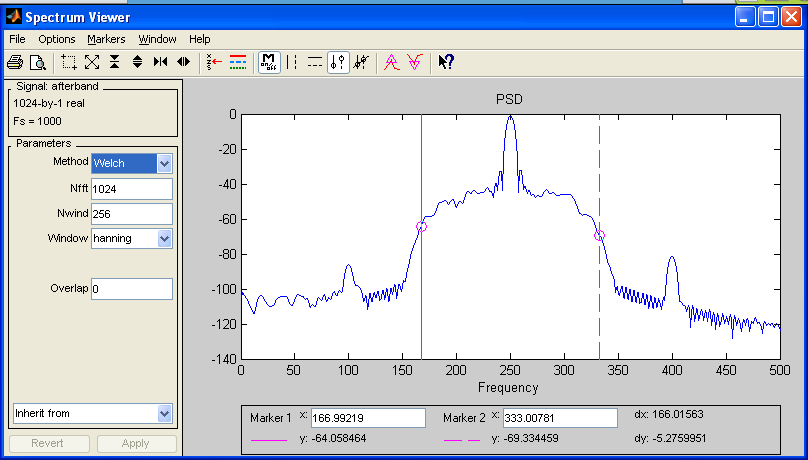 Spectrum Viewer
File Options Markers Window Help
M
on/off
Signal: afterband
1024-by-1 real
Fs = 1000
Parameters
Method Welch
Nfft 1024
Nwind 256
Window hanning
Overlap 0
Inherit from
Revert Apply
PSD
0
-20
-40
-60
-80
-100
-120
-140
0 50 100 150 200 250 300 350 400 450 500
Frequency
Marker 1 x: 166.99219 Marker 2 x: 333.00781 dx: 166.01563
y: -64.058464 y: -69.334459 dy: -5.2759951